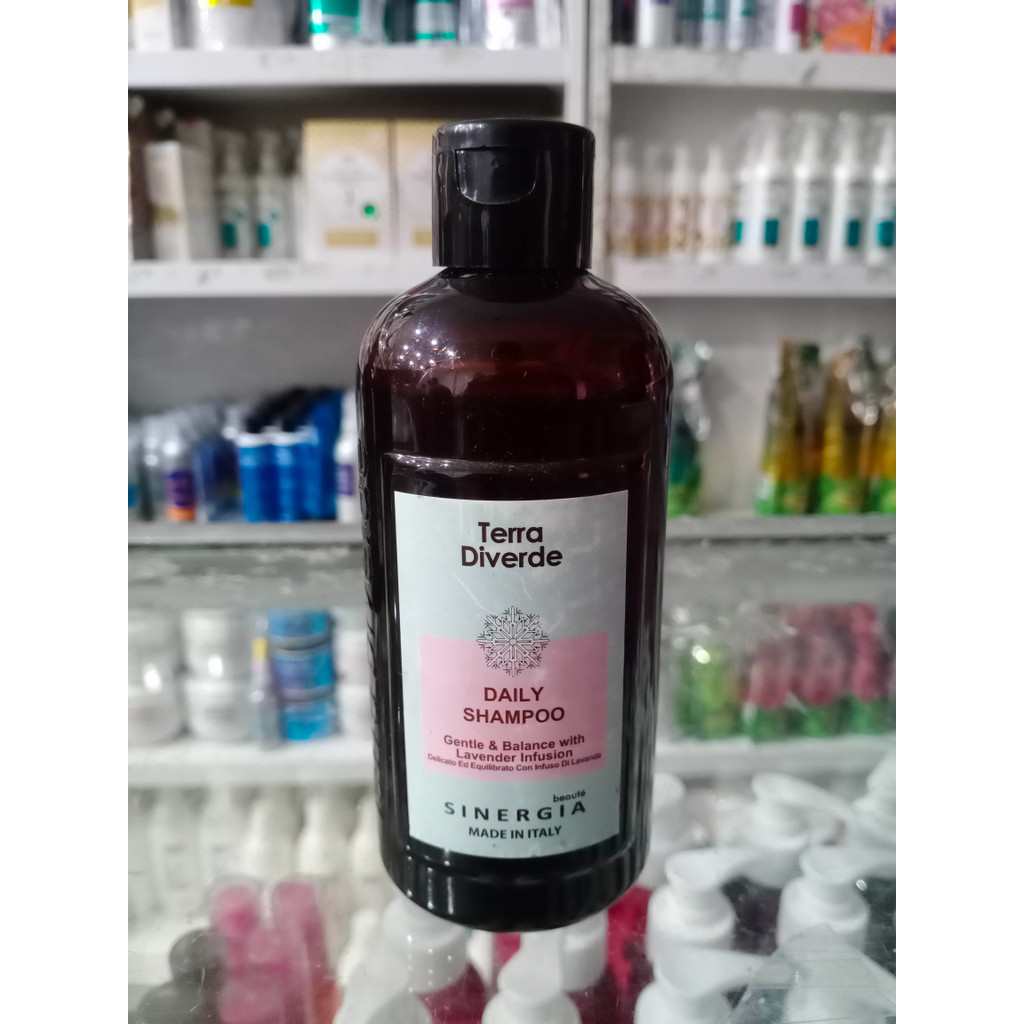 Terra
Diverde
DAILY
SHAMPOO
Gentle & Balance with
Lavender Infusion
Delicato Ed Equilibrato Con Infuso Di Lavanda
beauté
SINERGIA
MADE IN ITALY